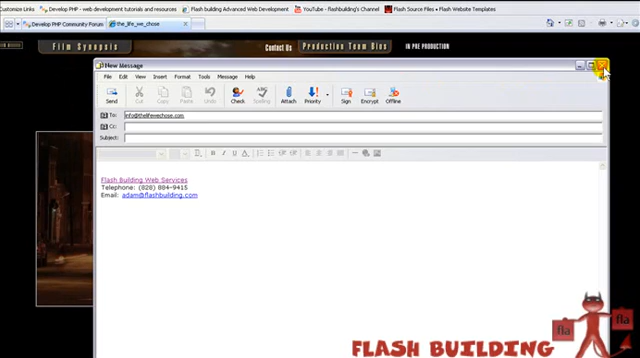 Customize Links
Flash building Advanced Web Development
YouTube - flashbuilding's Channel
Flash Source Files • Flash Website Templates
Develop PHP Community Forum
the_life_we_chose
Develop PHP - web development tutorials and resources
Film Synopsis
Contact Us
Production Team Bios
IN PRE PRODUCTION
New Message
File Edit View Insert Format Tools Message Help
Send Cut Copy Paste Undo Check Spelling Attach Priority Sign Encrypt Offline
To: info@thelifewechose.com
Cc:
Subject:
Flash Building Web Services
Telephone: (828) 884-9415
Email: adam@flashbuilding.com
fla
fla
FLASH BUILDING